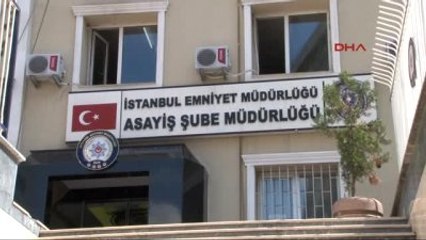 DHA
İSTANBUL EMNİYET MÜDÜRLÜĞÜ
ASAYİŞ ŞUBE MÜDÜRLÜĞÜ